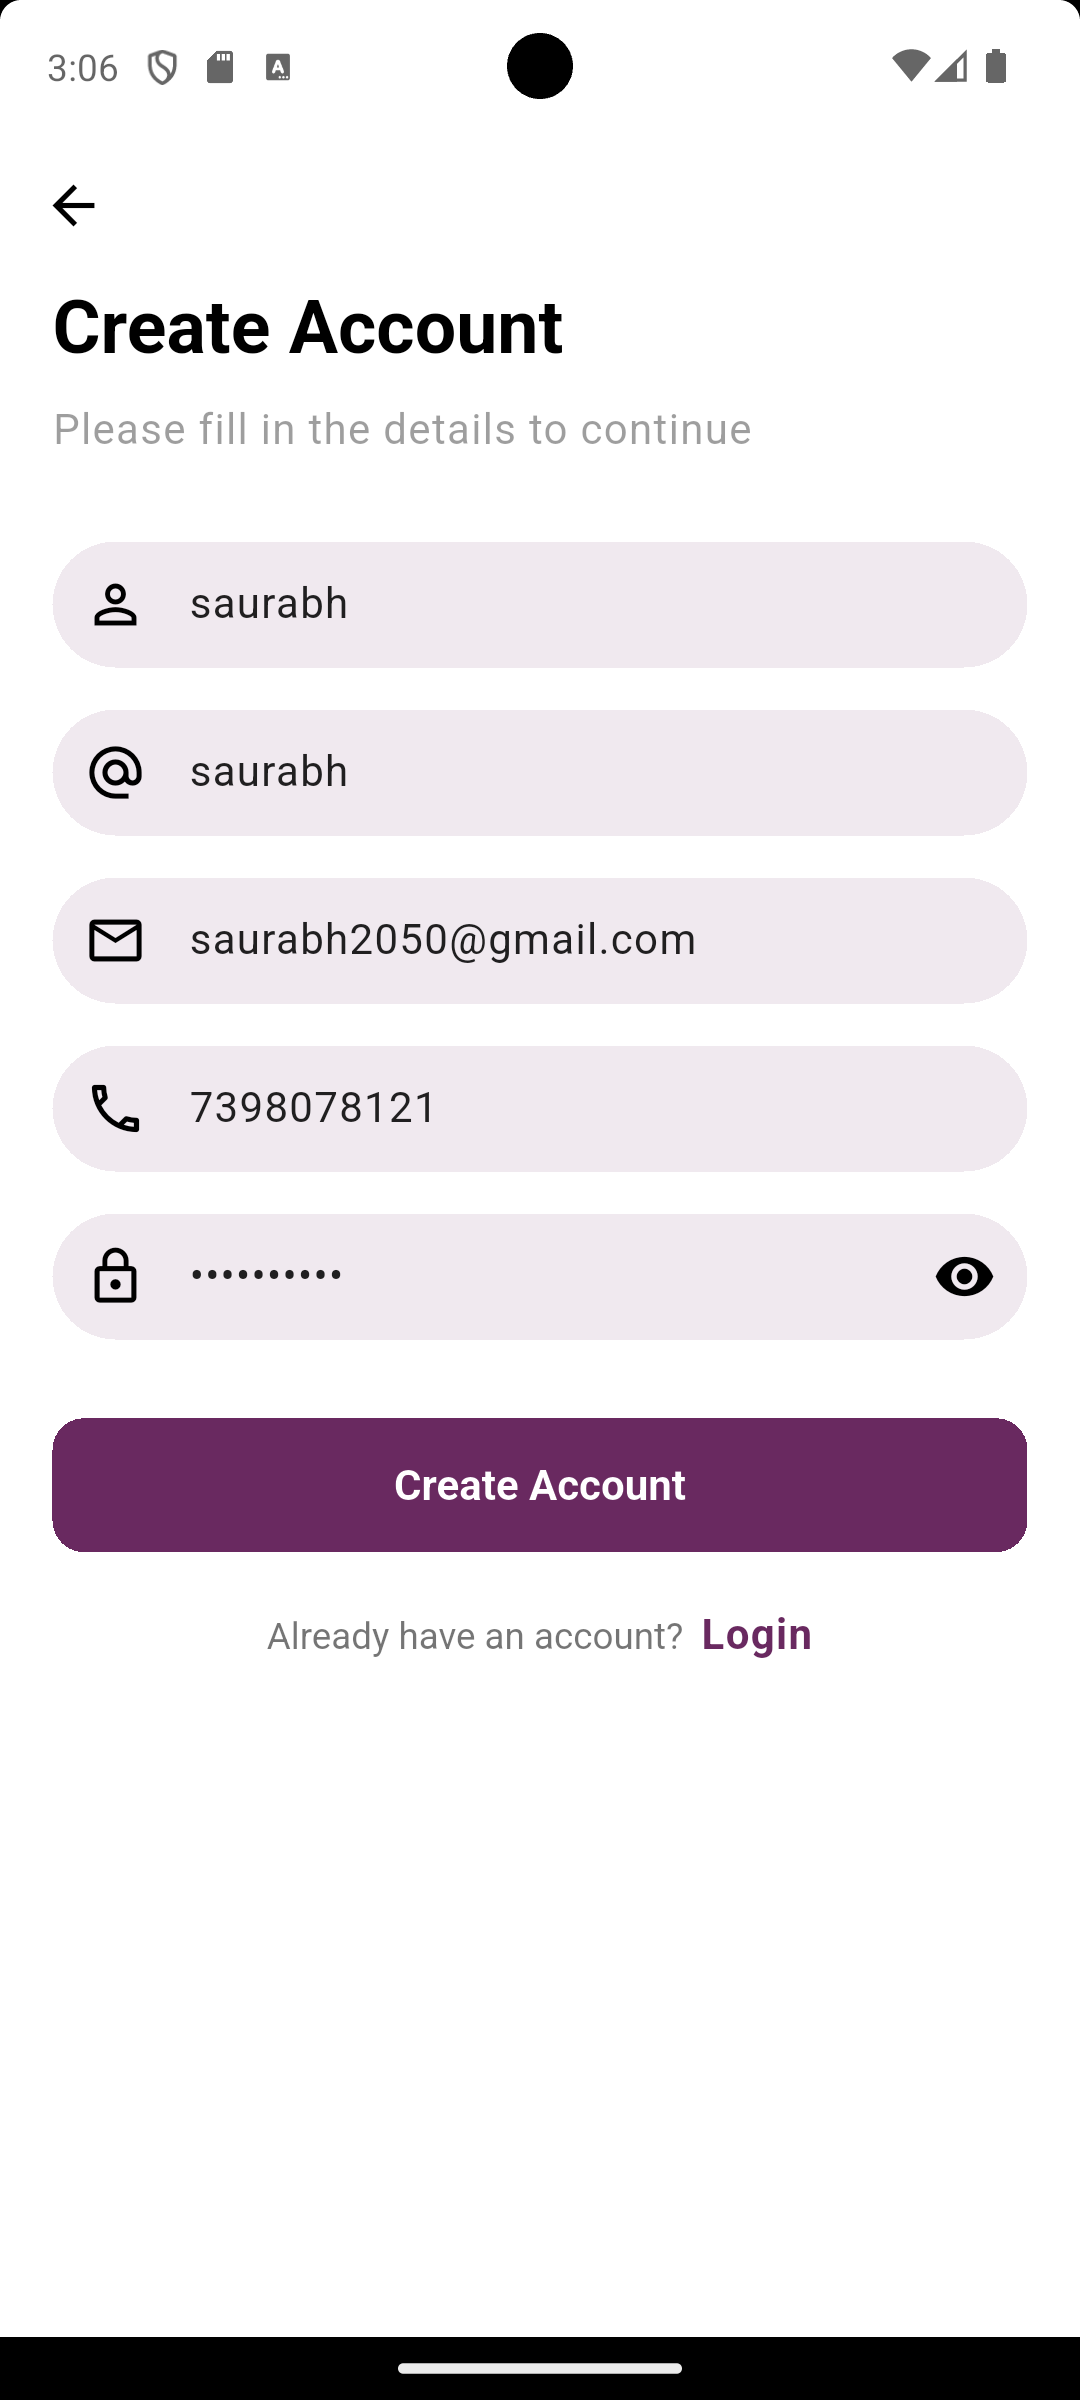 3:06
Create Account
Please fill in the details to continue
saurabh
saurabh
saurabh2050@gmail.com
7398078121
••••••••••
Create Account
Already have an account? Login